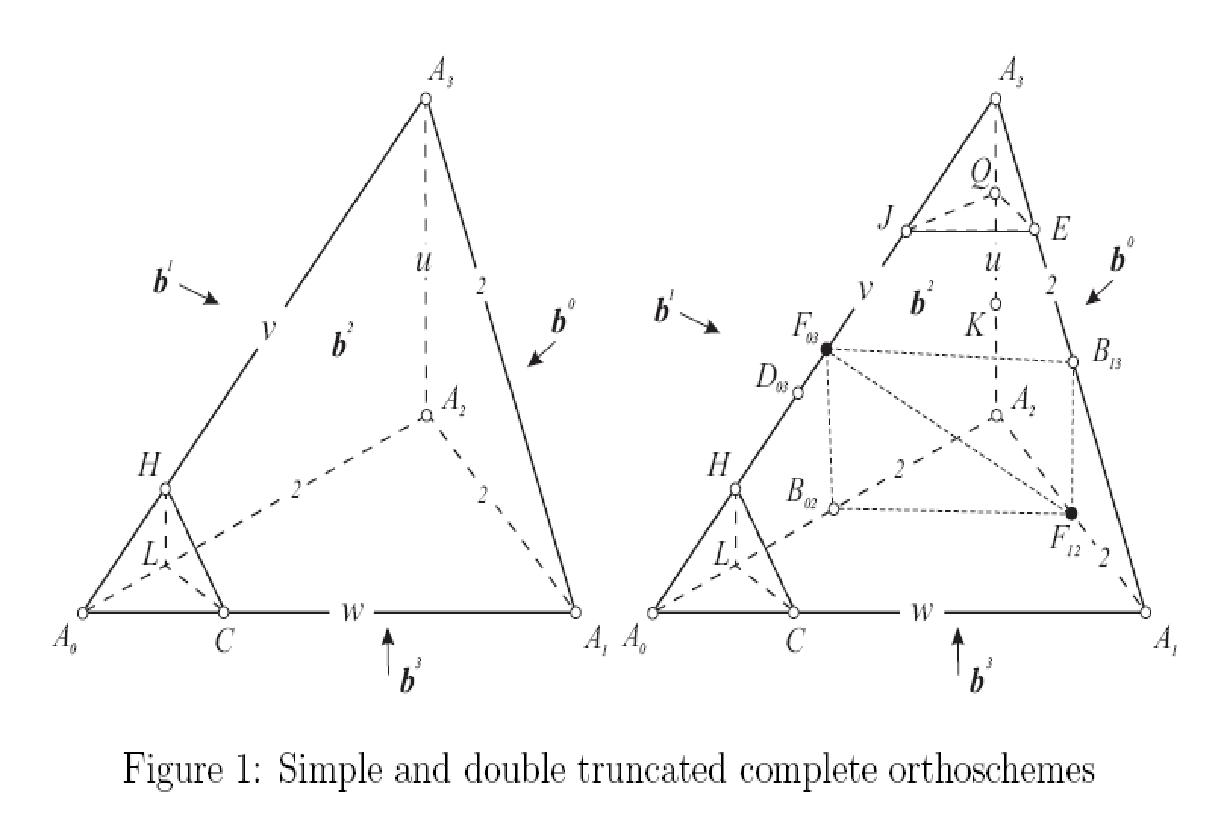 A₃ A₃
Q
J E
b¹ u 2 b⁰ v u 2 b⁰
v b² b¹ b² K
F₀₃ B₁₃
D₀₃
A₂ A₂
H 2 2 H B₀₂ 2
L L F₁₂ 2
A₀ C w A₁ A₀ C w A₁
b³ b³
Figure 1: Simple and double truncated complete orthoschemes